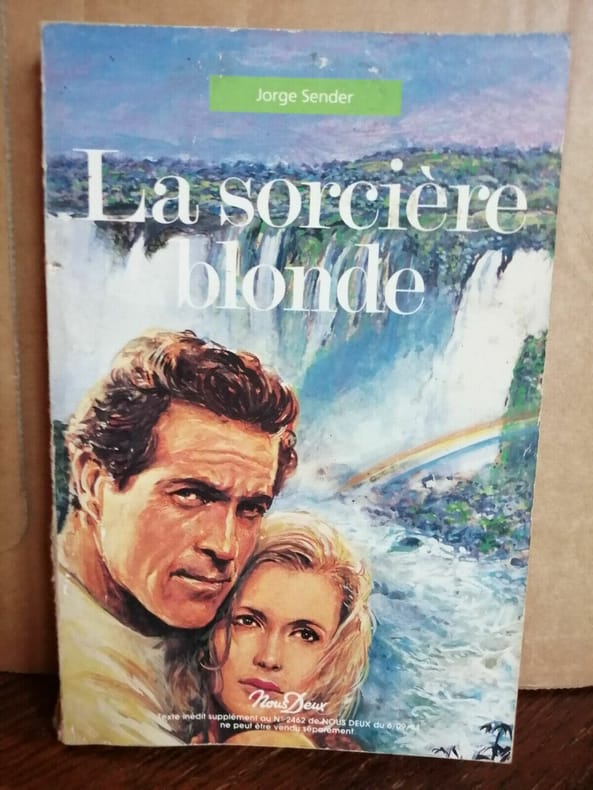 Jorge Sender
La sorcière
blonde
Nous Deux
Texte inédit supplément au N° 2462 de NOUS DEUX du
ne peut être vendu séparément